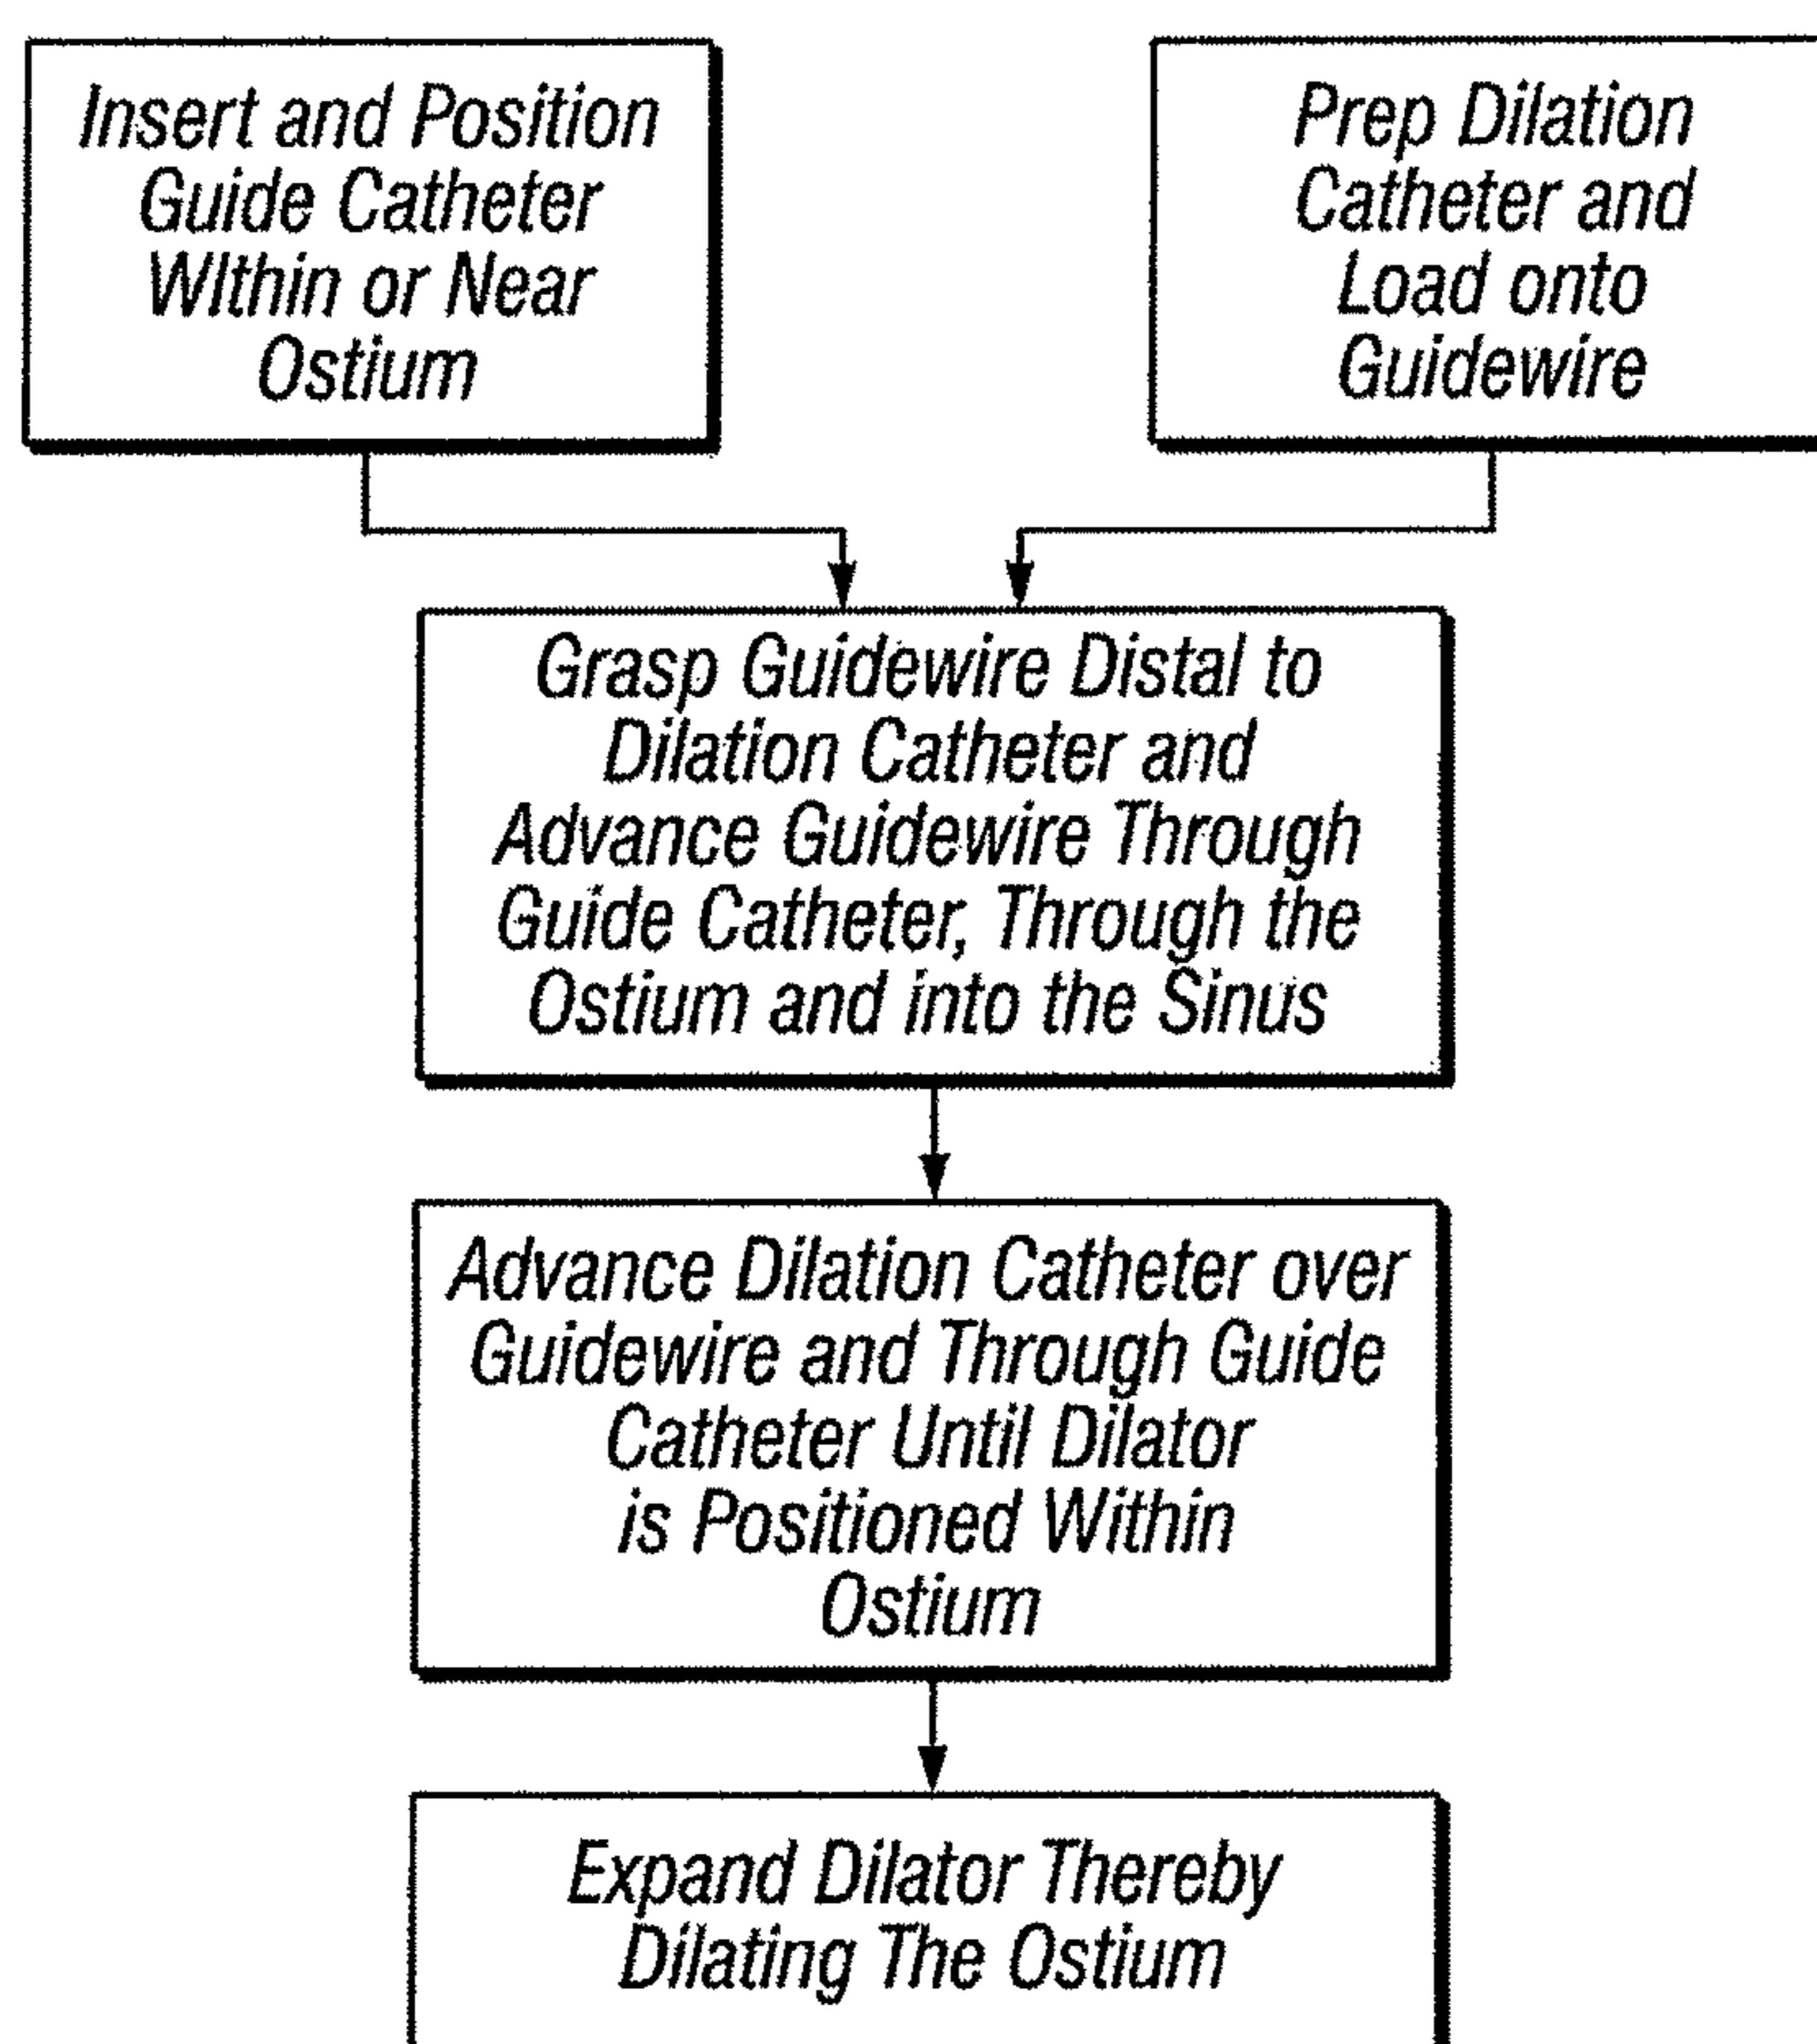 Insert and Position
Guide Catheter
WIthin or Near
Ostium
Prep Dilation
Catheter and
Load onto
Guidewire
Grasp Guidewire Distal to
Dilation Catheter and
Advance Guidewire Through
Guide Catheter, Through the
Ostium and into the Sinus
Advance Dilation Catheter over
Guidewire and Through Guide
Catheter Until Dilator
is Positioned Within
Ostium
Expand Dilator Thereby
Dilating The Ostium